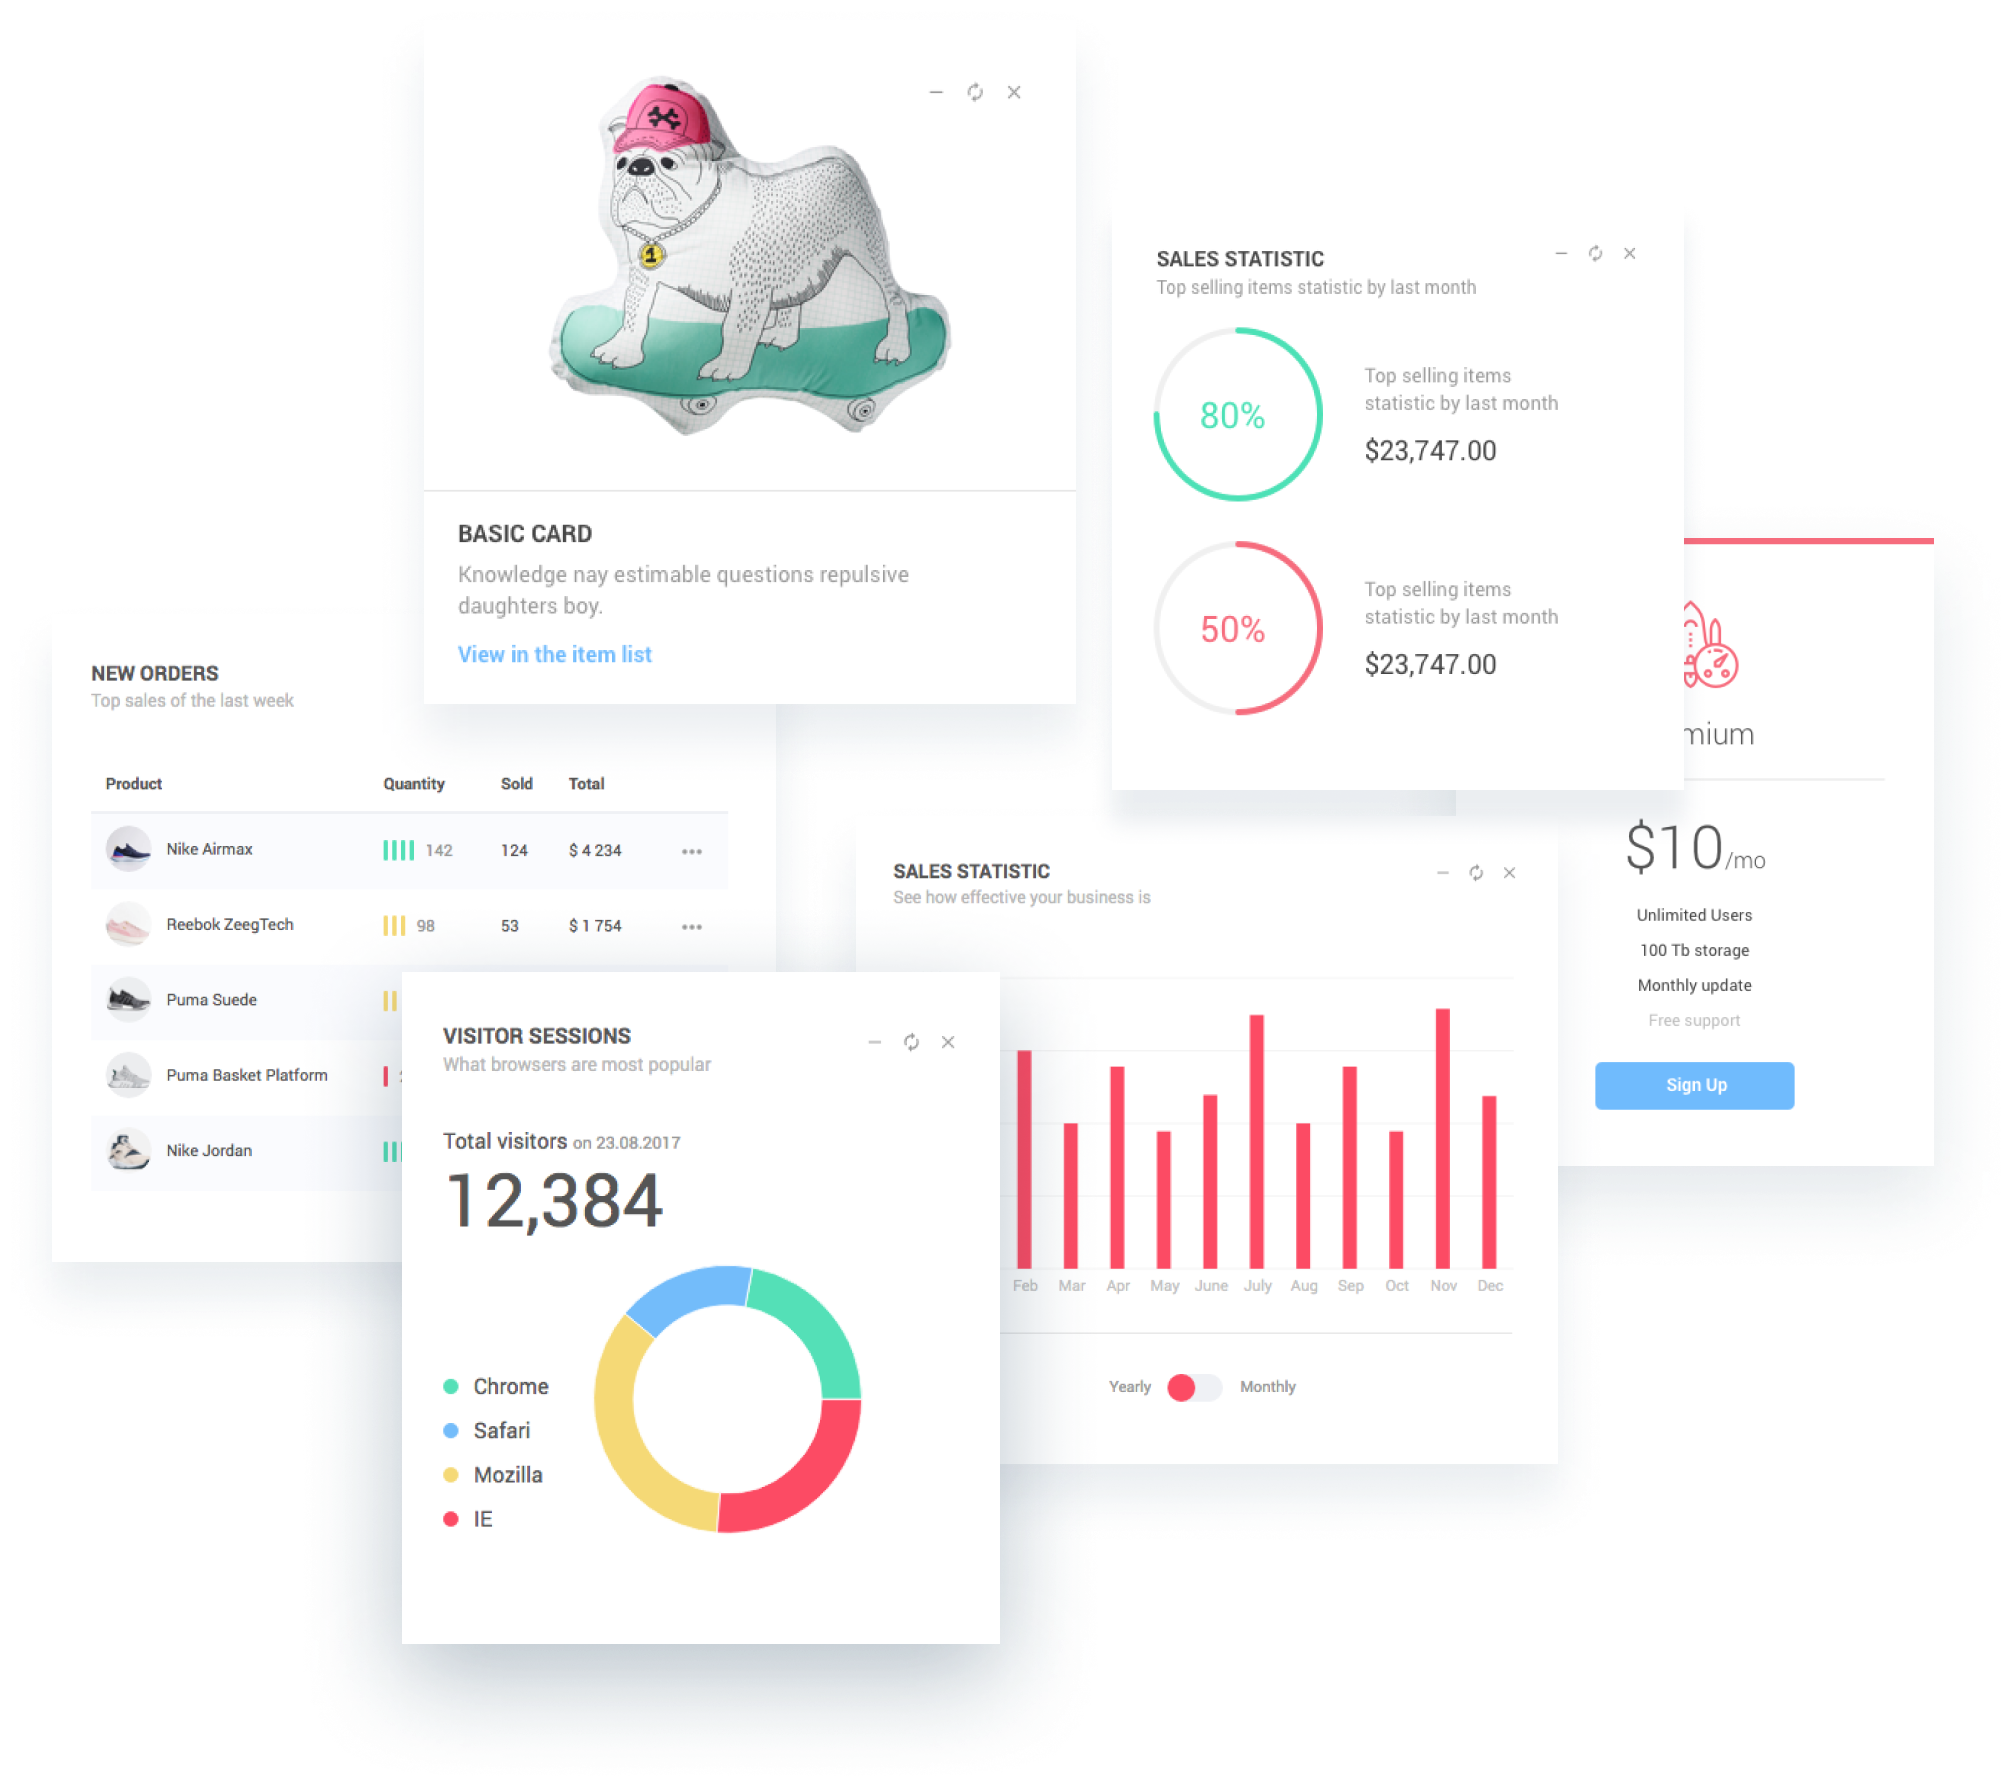 BASIC CARD
Knowledge nay estimable questions repulsive
daughters boy.
View in the item list
1
SALES STATISTIC
Top selling items statistic by last month
80%
Top selling items
statistic by last month
$23,747.00
50%
Top selling items
statistic by last month
$23,747.00
mium
$10/mo
Unlimited Users
100 Tb storage
Monthly update
Free support
Sign Up
NEW ORDERS
Top sales of the last week
Product Quantity Sold Total
Nike Airmax 142 124 $ 4 234
Reebok ZeegTech 98 53 $ 1 754
Puma Suede
Puma Basket Platform
Nike Jordan
SALES STATISTIC
See how effective your business is
Feb Mar Apr May June July Aug Sep Oct Nov Dec
Yearly Monthly
VISITOR SESSIONS
What browsers are most popular
Total visitors on 23.08.2017
12,384
Chrome
Safari
Mozilla
IE